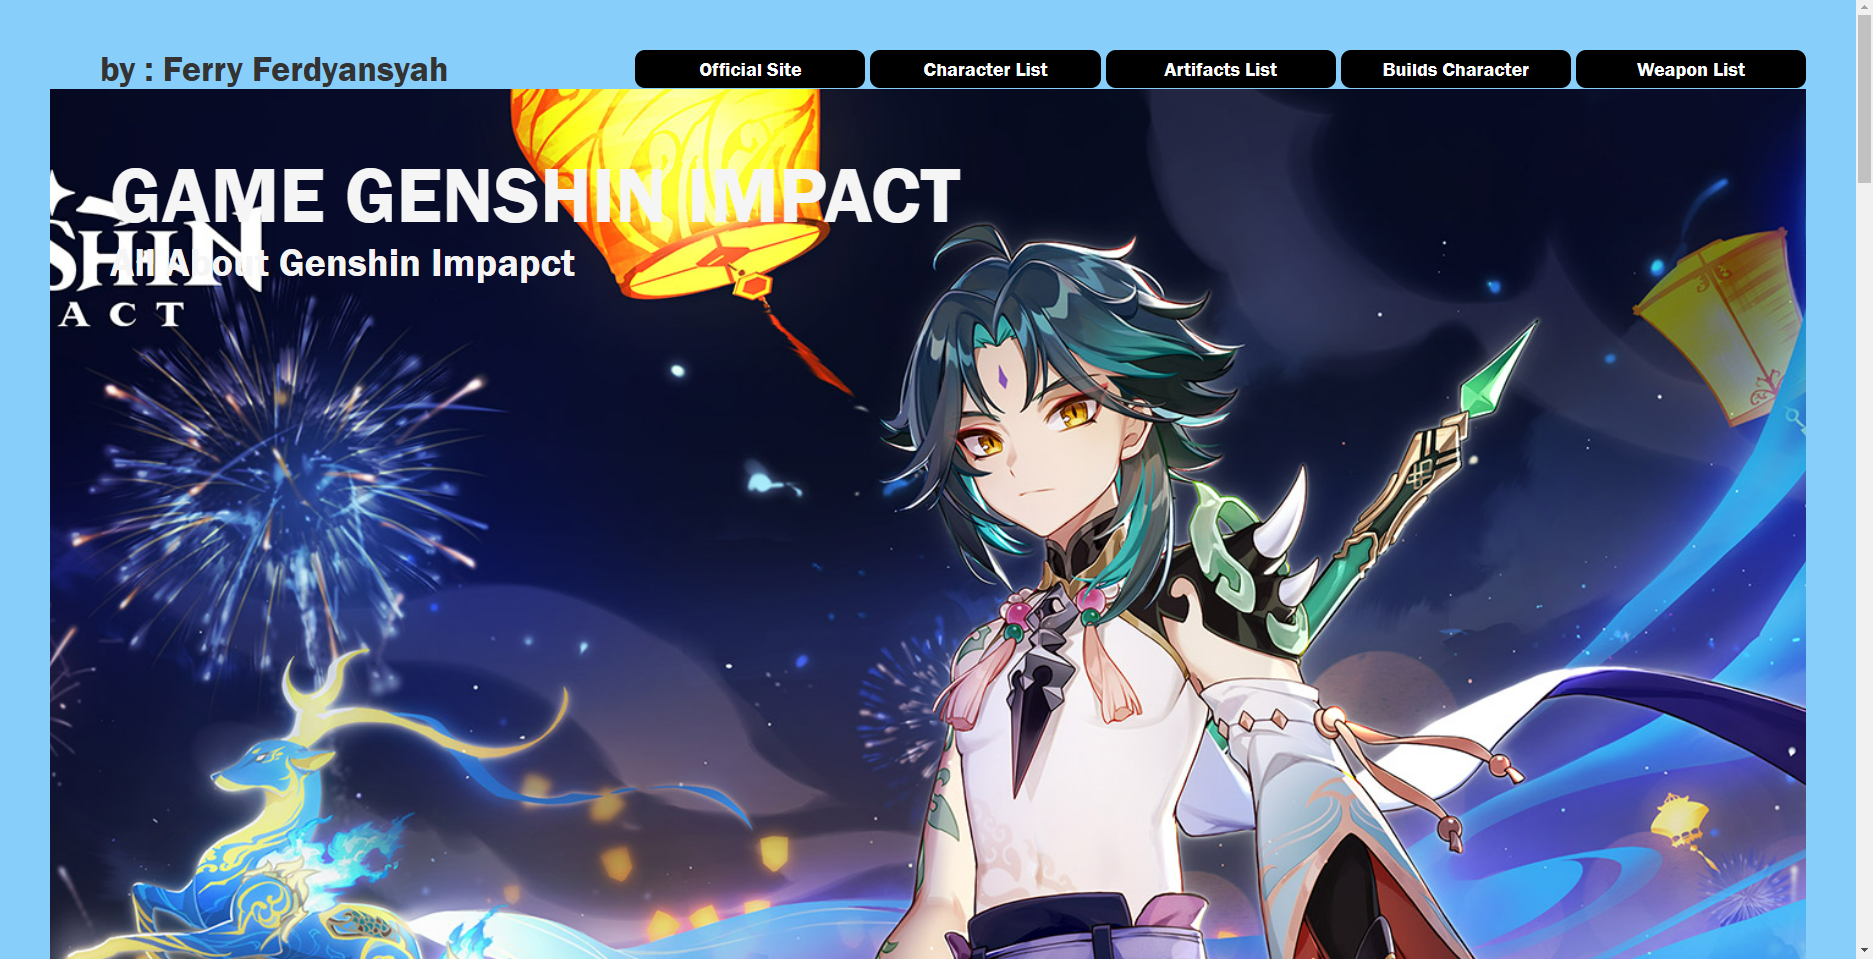 by : Ferry Ferdyansyah
Official Site
Character List
Artifacts List
Builds Character
Weapon List
GAME GENSHIN IMPACT
SHIN
All About Genshin Impapct
ACT